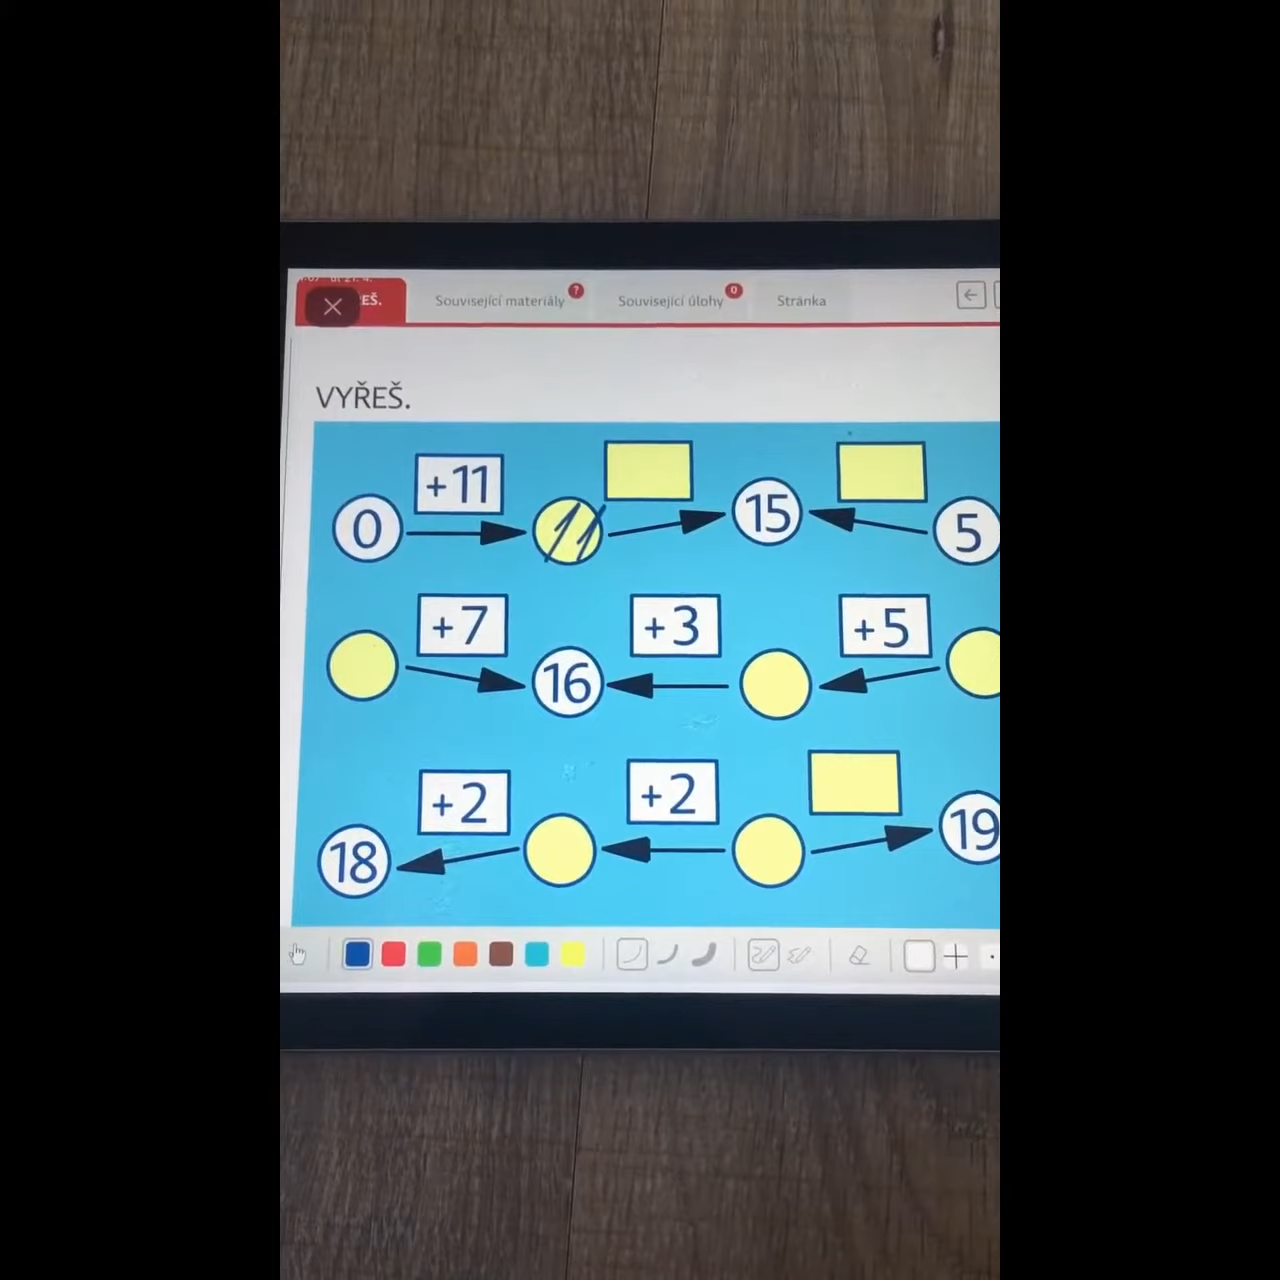 EŠ.
Související materiály ?
Související úlohy 0
Stránka
VYŘEŠ.
0 +11 11 15 5
+7 16 +3 +5
18 +2 +2 19